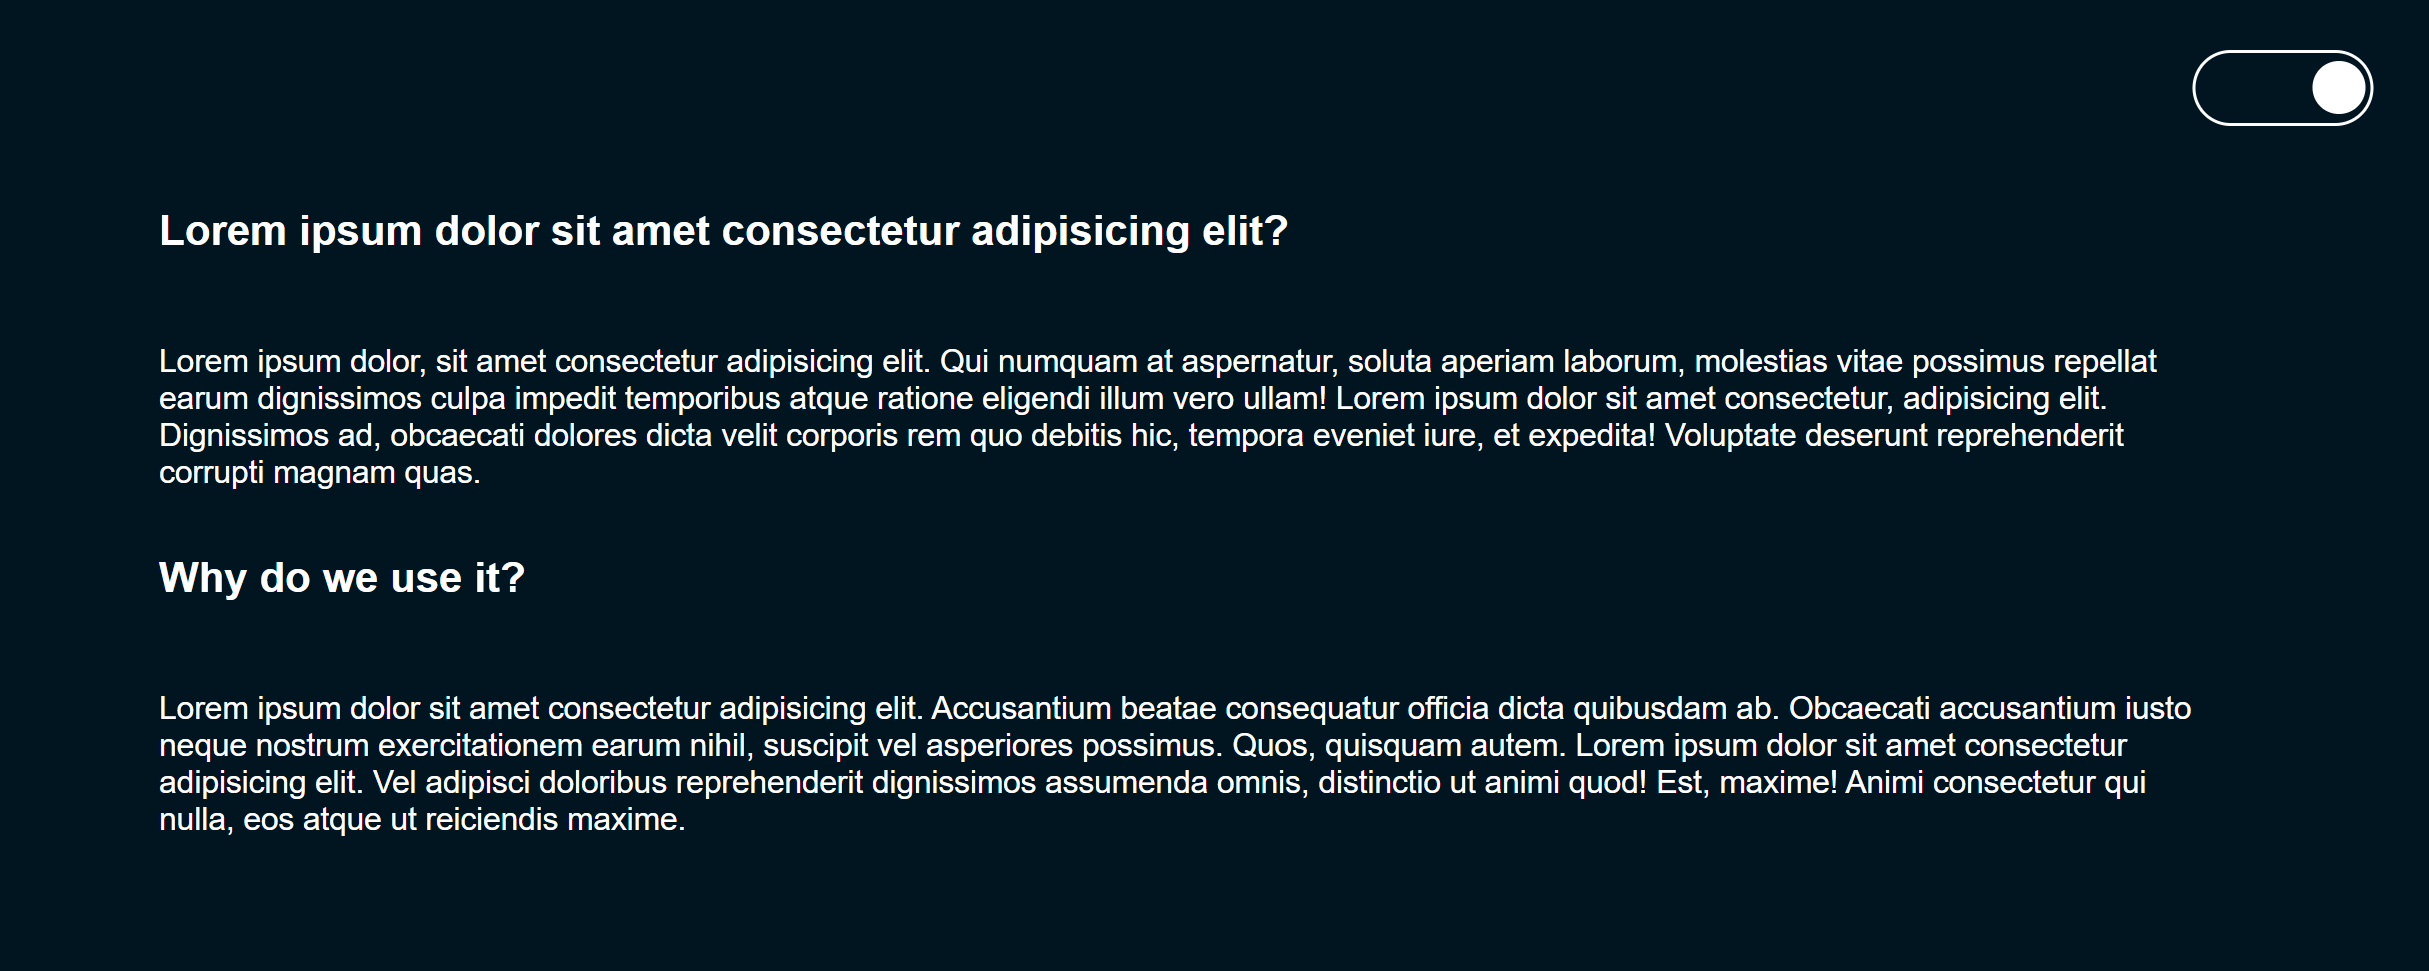 Lorem ipsum dolor sit amet consectetur adipisicing elit?
Lorem ipsum dolor, sit amet consectetur adipisicing elit. Qui numquam at aspernatur, soluta aperiam laborum, molestias vitae possimus repellat
earum dignissimos culpa impedit temporibus atque ratione eligendi illum vero ullam! Lorem ipsum dolor sit amet consectetur, adipisicing elit.
Dignissimos ad, obcaecati dolores dicta velit corporis rem quo debitis hic, tempora eveniet iure, et expedita! Voluptate deserunt reprehenderit
corrupti magnam quas.
Why do we use it?
Lorem ipsum dolor sit amet consectetur adipisicing elit. Accusantium beatae consequatur officia dicta quibusdam ab. Obcaecati accusantium iusto
neque nostrum exercitationem earum nihil, suscipit vel asperiores possimus. Quos, quisquam autem. Lorem ipsum dolor sit amet consectetur
adipisicing elit. Vel adipisci doloribus reprehenderit dignissimos assumenda omnis, distinctio ut animi quod! Est, maxime! Animi consectetur qui
nulla, eos atque ut reiciendis maxime.